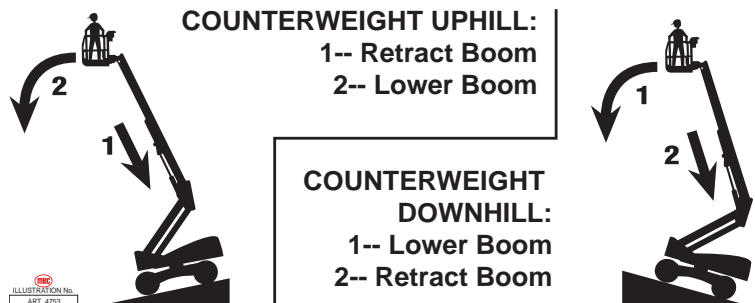 COUNTERWEIGHT UPHILL:
1-- Retract Boom
2-- Lower Boom
2
1
COUNTERWEIGHT
DOWNHILL:
1-- Lower Boom
2-- Retract Boom
1
2
MEC
ILLUSTRATION No.
ART_4753